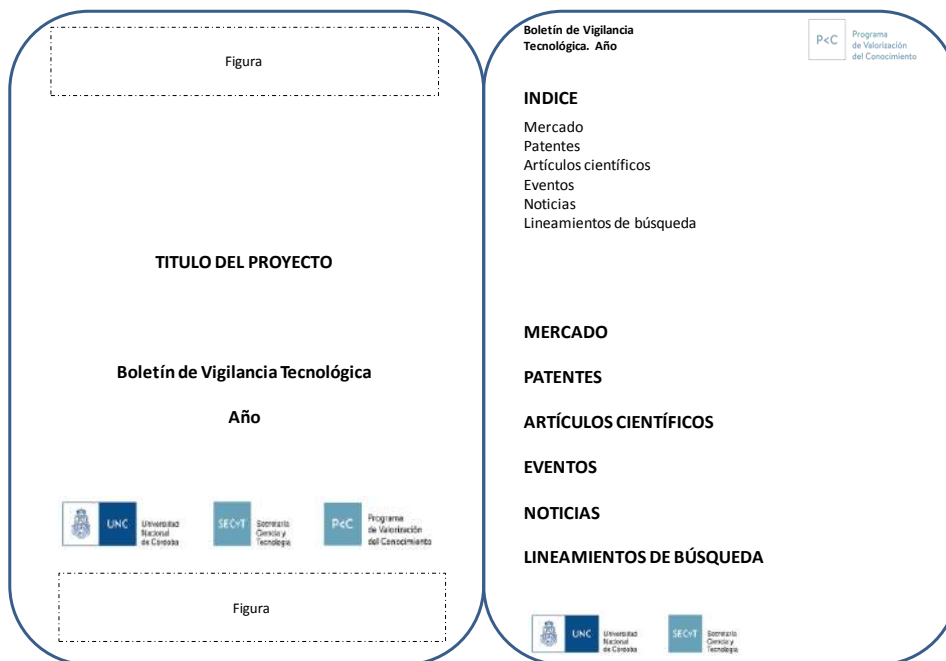 Figura
TITULO DEL PROYECTO
Boletín de Vigilancia Tecnológica
Año
UNC
Universidad
Nacional
de Córdoba
SECyT
Secretaría
Ciencia y
Tecnología
P<C
Programa
de Valorización
del Conocimiento
Figura
Boletín de Vigilancia
Tecnológica. Año
P<C
Programa
de Valorización
del Conocimiento
INDICE
Mercado
Patentes
Artículos científicos
Eventos
Noticias
Lineamientos de búsqueda
MERCADO
PATENTES
ARTÍCULOS CIENTÍFICOS
EVENTOS
NOTICIAS
LINEAMIENTOS DE BÚSQUEDA
UNC
Universidad
Nacional
de Córdoba
SECyT
Secretaría
Ciencia y
Tecnología